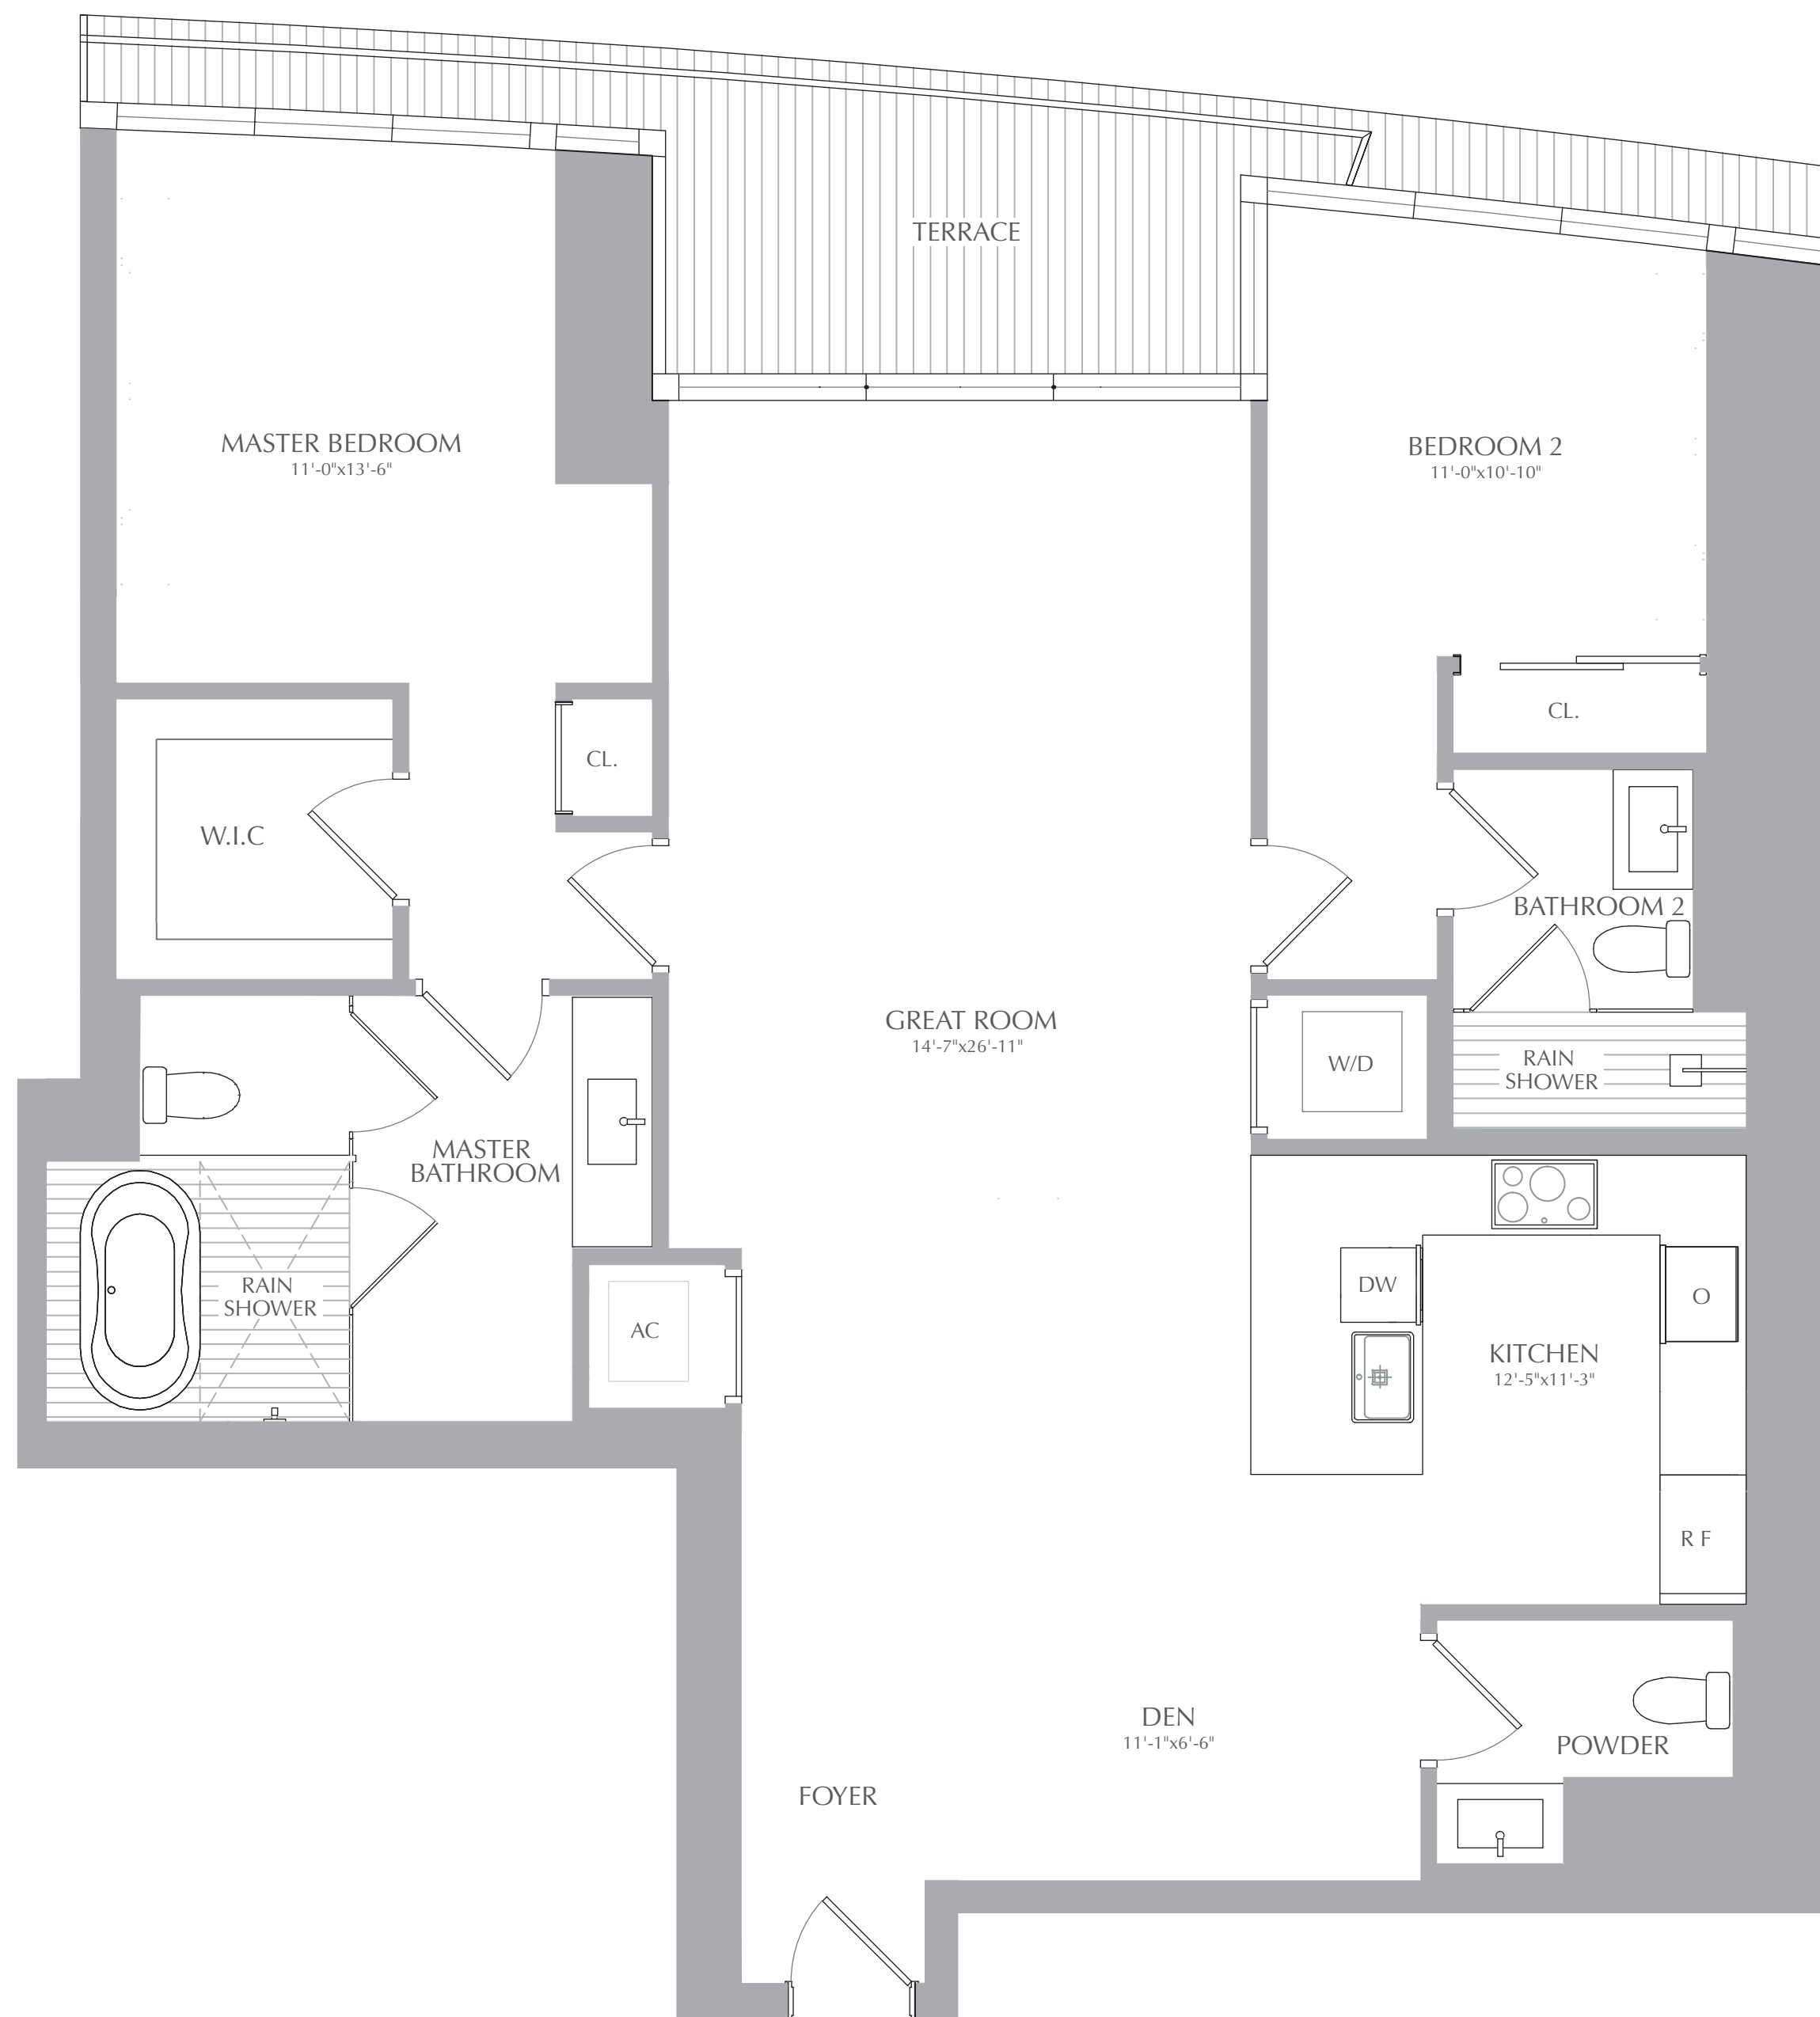 TERRACE
MASTER BEDROOM
11'-0"x13'-6"
BEDROOM 2
11'-0"x10'-10"
CL.
CL.
W.I.C
BATHROOM 2
GREAT ROOM
14'-7"x26'-11"
W/D
RAIN
SHOWER
MASTER
BATHROOM
RAIN
SHOWER
AC
DW
O
KITCHEN
12'-5"x11'-3"
R F
DEN
11'-1"x6'-6"
POWDER
FOYER